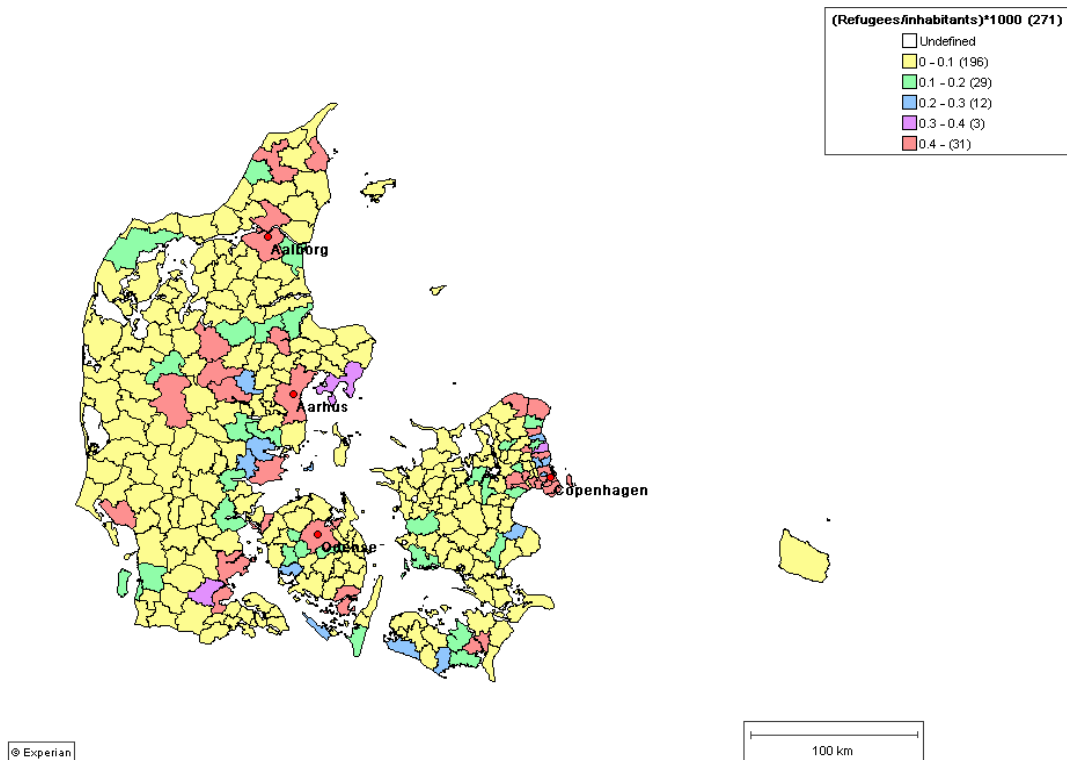 (Refugees/inhabitants)*1000 (271)
Undefined
0 - 0.1 (196)
0.1 - 0.2 (29)
0.2 - 0.3 (12)
0.3 - 0.4 (3)
0.4 - (31)
Aalborg
Aarhus
Copenhagen
Odense
100 km
© Experian